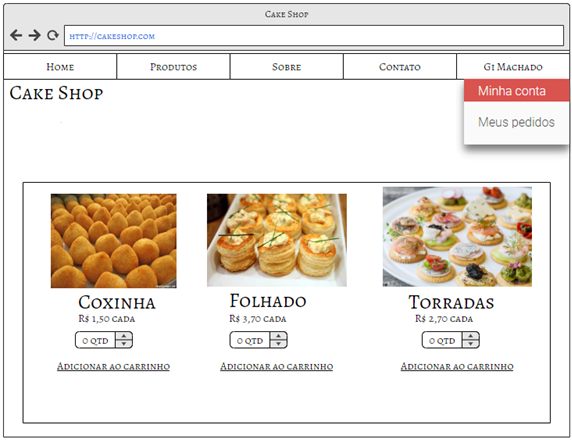 Cake Shop
http://cakeshop.com
Home Produtos Sobre Contato Gi Machado
Cake Shop
Minha conta
Meus pedidos
Coxinha Folhado Torradas
R$ 1,50 cada R$ 3,70 cada R$ 2,70 cada
0 qtd 0 qtd 0 qtd
Adicionar ao carrinho Adicionar ao carrinho Adicionar ao carrinho